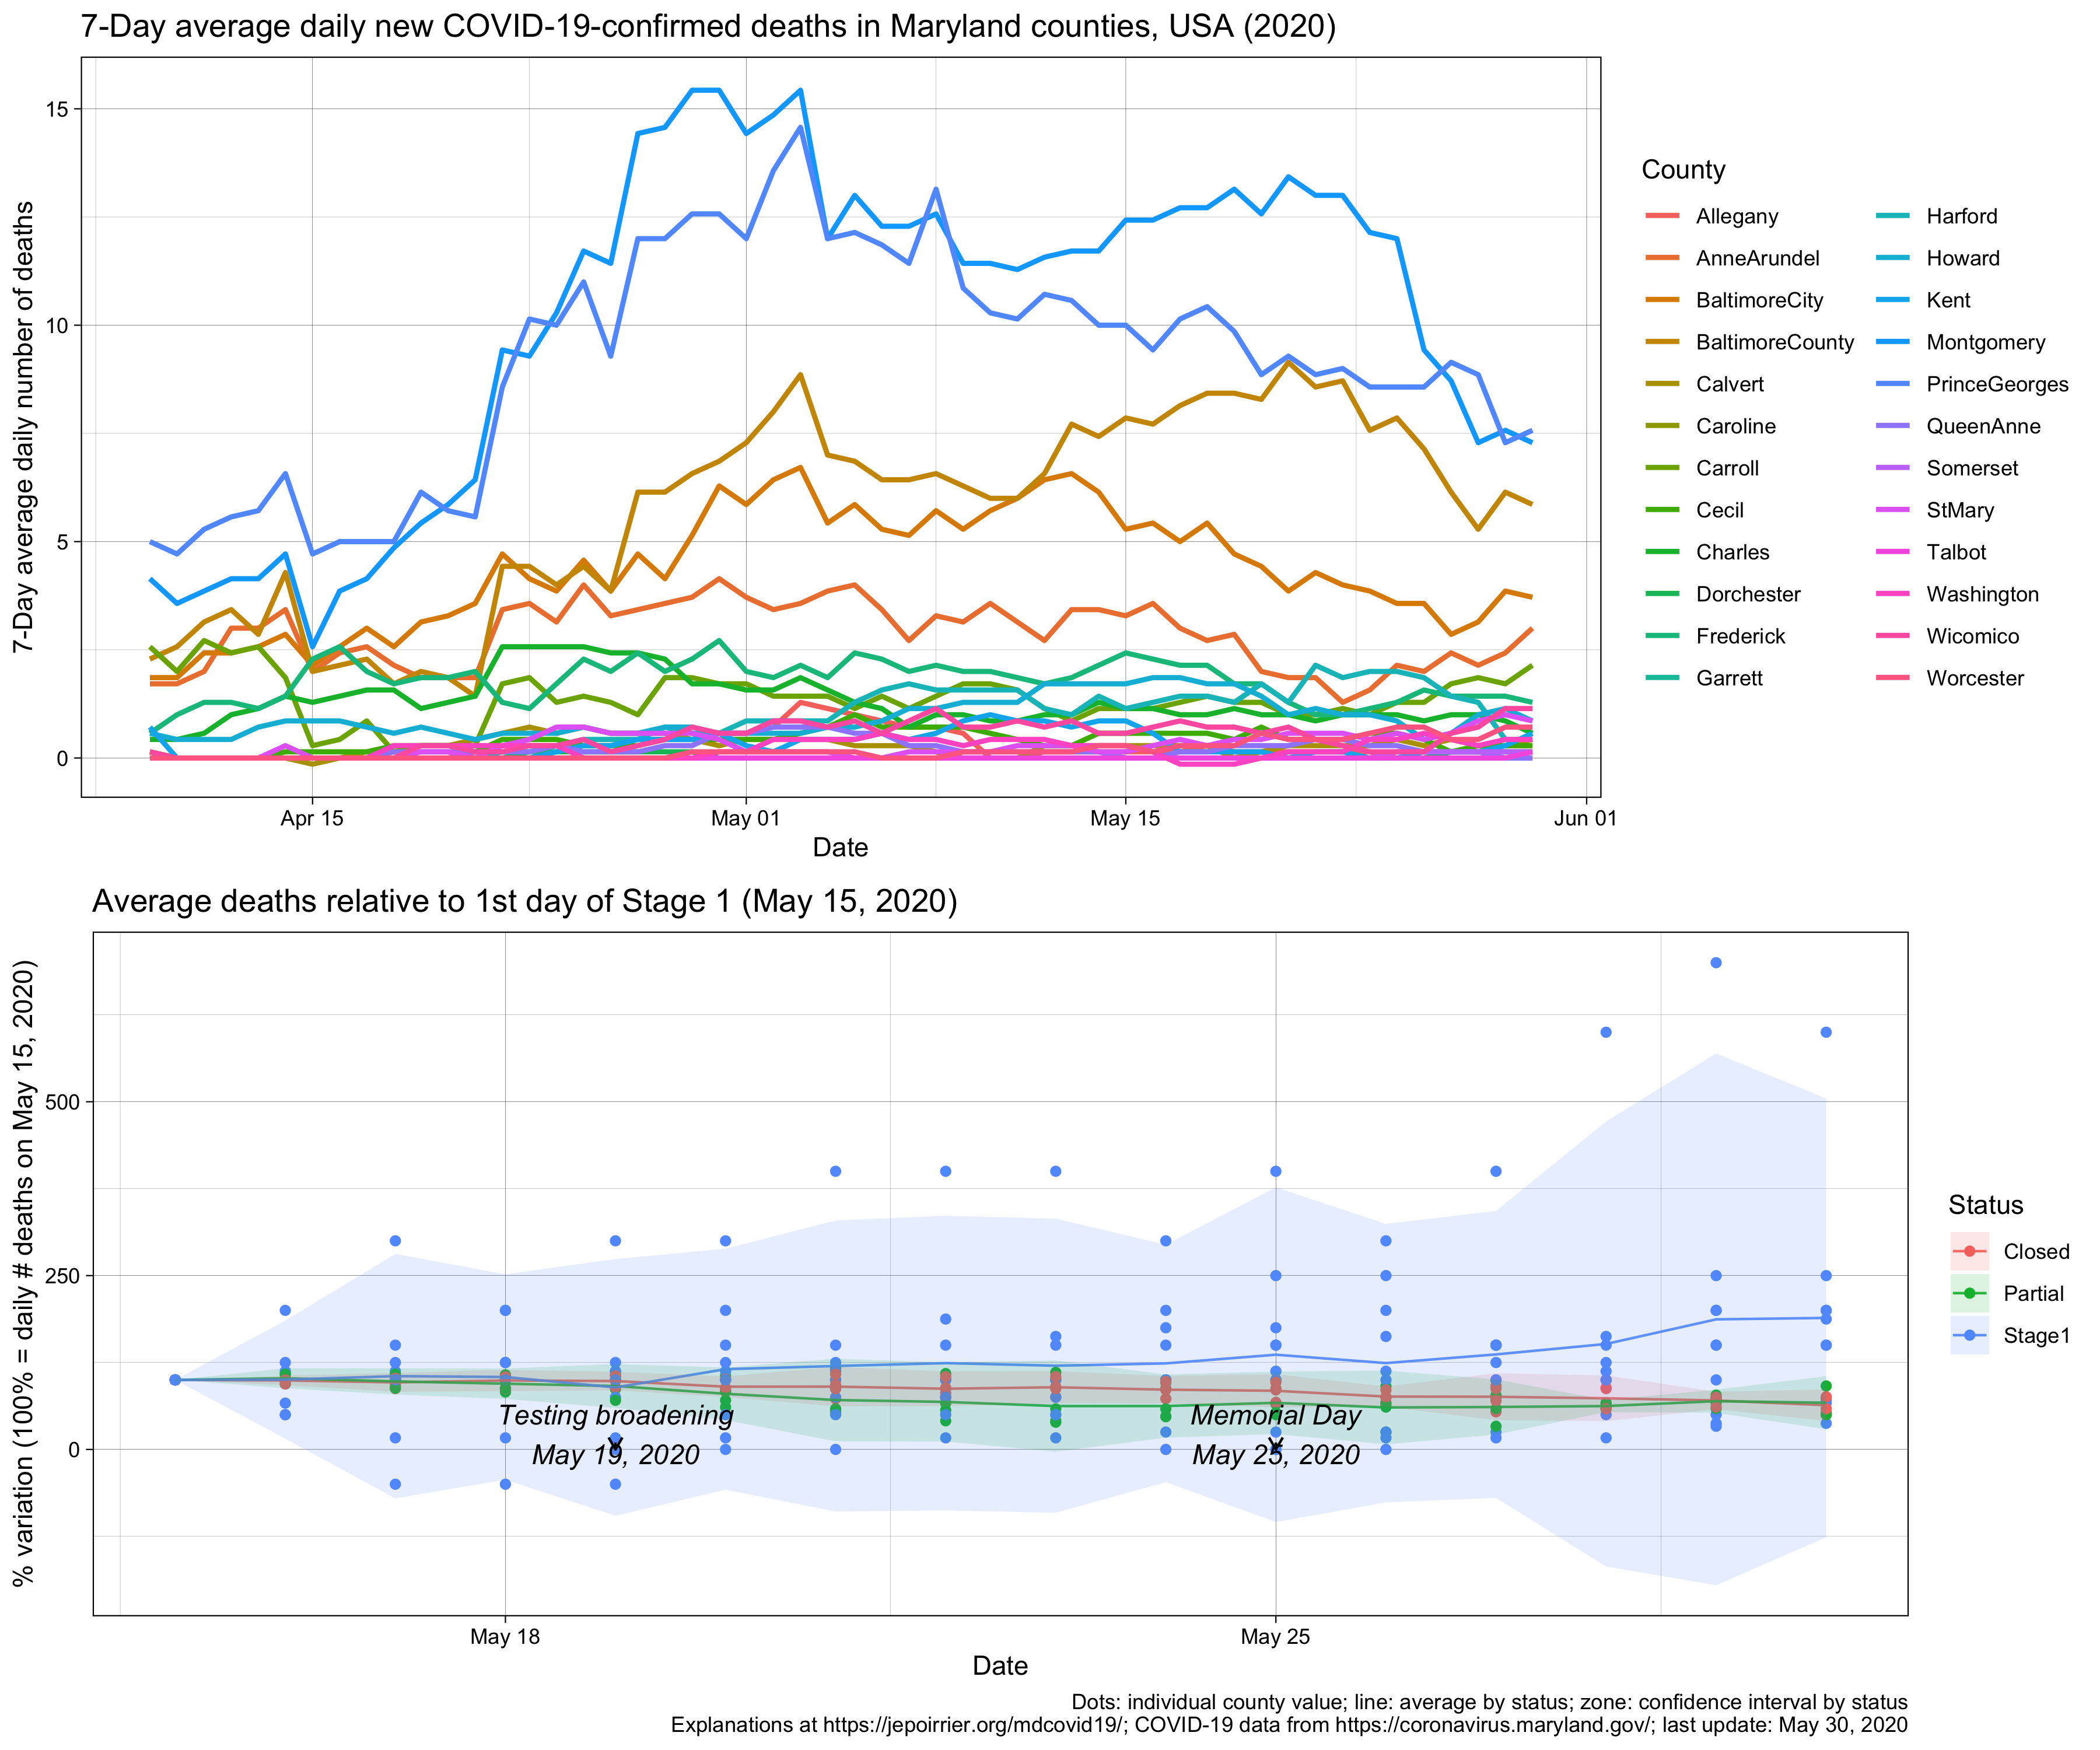 7-Day average daily new COVID-19-confirmed deaths in Maryland counties, USA (2020)
7-Day average daily number of deaths
15
10
5
0
Apr 15
May 01
May 15
Jun 01
Date
County
Allegany
AnneArundel
BaltimoreCity
BaltimoreCounty
Calvert
Caroline
Carroll
Cecil
Charles
Dorchester
Frederick
Garrett
Harford
Howard
Kent
Montgomery
PrinceGeorges
QueenAnne
Somerset
StMary
Talbot
Washington
Wicomico
Worcester
Average deaths relative to 1st day of Stage 1 (May 15, 2020)
% variation (100% = daily # deaths on May 15, 2020)
500
250
0
Testing broadening
May 19, 2020
Memorial Day
May 25, 2020
May 18
May 25
Date
Status
Closed
Partial
Stage1
Dots: individual county value; line: average by status; zone: confidence interval by status
Explanations at https://jepoirrier.org/mdcovid19/; COVID-19 data from https://coronavirus.maryland.gov/; last update: May 30, 2020